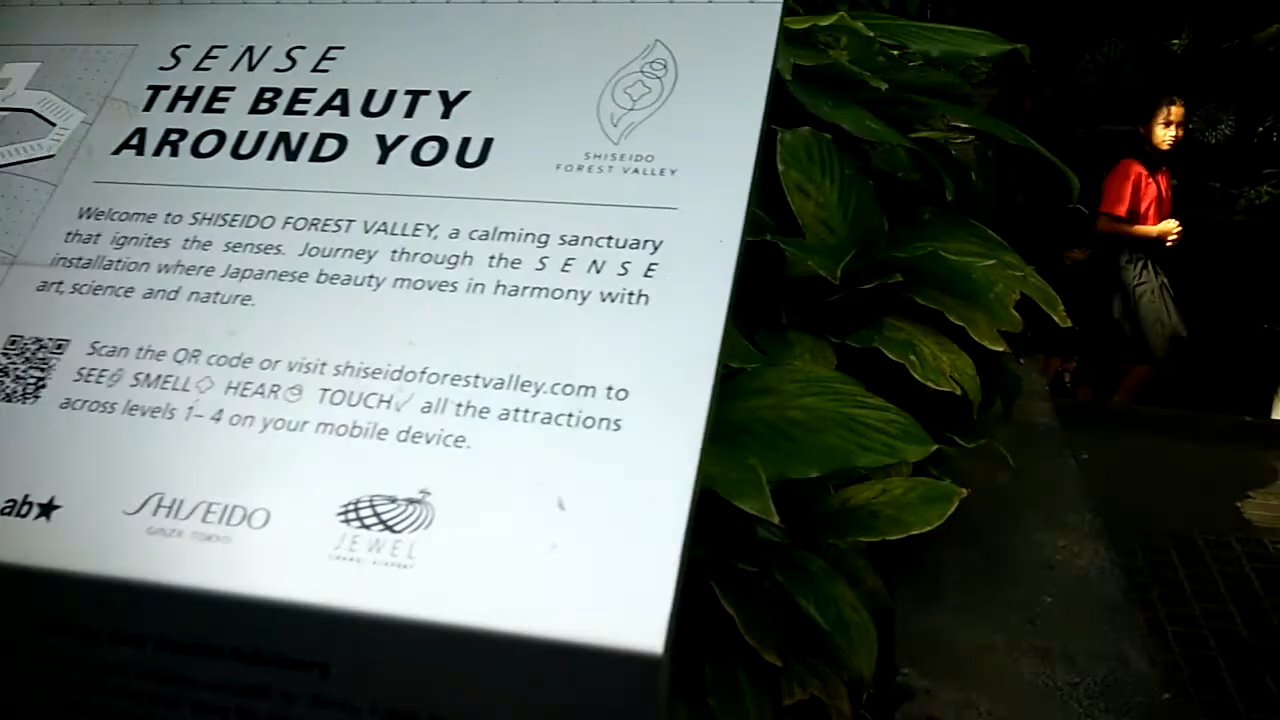 SENSE
THE BEAUTY
AROUND YOU
SHISEIDO
FOREST VALLEY
Welcome to SHISEIDO FOREST VALLEY, a calming sanctuary
that ignites the senses. Journey through the S E N S E
installation where Japanese beauty moves in harmony with
art, science and nature.
Scan the QR code or visit shiseidoforestvalley.com to
SEE SMELL HEAR TOUCH all the attractions
across levels 1– 4 on your mobile device.
ab★
SHISEIDO
GINZA TOKYO
JEWEL